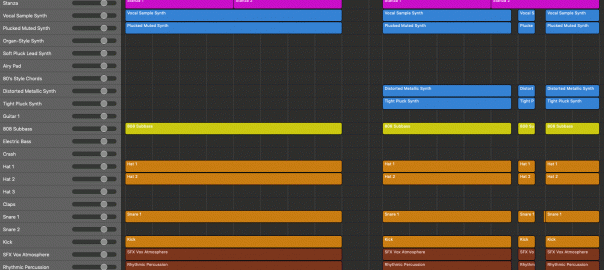 Stanza Stanza 1 Stanza 2 Stanza 1 Stanza 2
Vocal Sample Synth Vocal Sample Synth Vocal Sample Synth Vocal S Vocal Sample Synth
Plucked Muted Synth Plucked Muted Synth Plucked Muted Synth Plucke Plucked Muted Synth
Organ-Style Synth
Soft Pluck Lead Synth
Airy Pad
80's Style Chords
Distorted Metallic Synth Distorted Metallic Synth Distort Distorted Metallic Synth
Tight Pluck Synth Tight Pluck Synth Tight P Tight Pluck Synth
Guitar 1
808 Subbass 808 Subbass 808 Subbass 808 Su 808 Subbass
Electric Bass
Crash
Hat 1 Hat 1 Hat 1 Hat 1 Hat 1
Hat 2 Hat 2 Hat 2 Hat 2 Hat 2
Hat 3
Claps
Snare 1 Snare 1 Snare 1 Snare Snare 1
Snare 2
Kick Kick Kick Kick Kick
SFX Vox Atmosphere SFX Vox Atmosphere SFX Vox Atmosphere SFX Vo SFX Vox Atmosphere
Rhythmic Percussion Rhythmic Percussion Rhythmic Percussion Rhythm Rhythmic Percussion